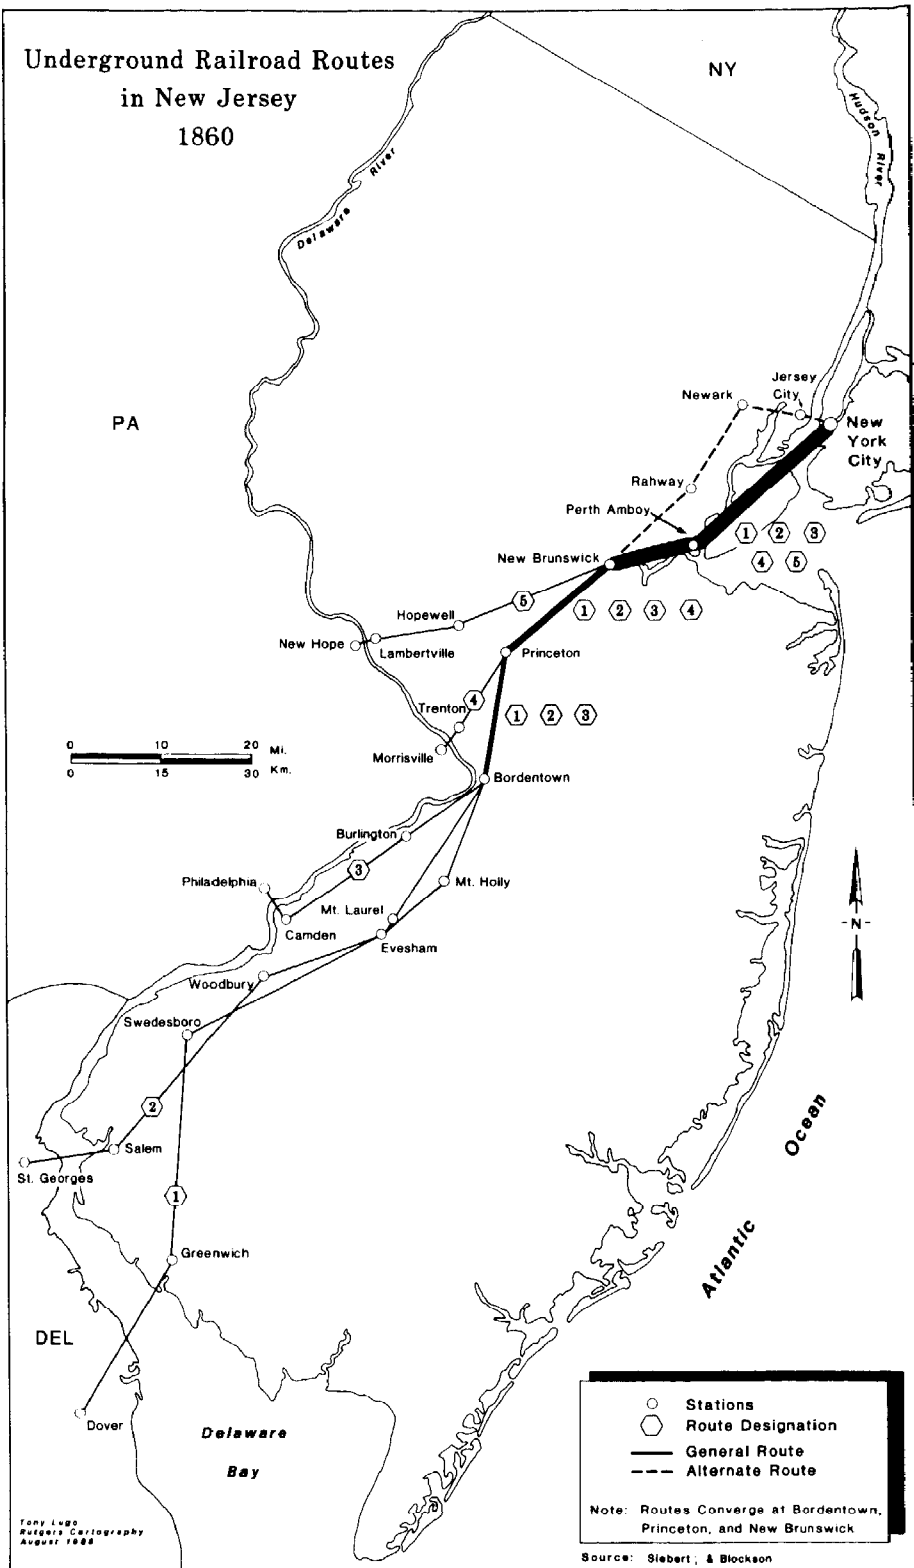 Underground Railroad Routes
in New Jersey
1860
NY
Hudson
River
Delaware
River
PA
Newark
Jersey
City
New
York
City
Rahway
Perth Amboy
1 2 3
4 5
New Brunswick
5
1 2 3 4
Hopewell
New Hope
Lambertville
Princeton
4
Trenton
1 2 3
Morrisville
0 10 20 Mi.
0 15 30 Km.
Bordentown
Burlington
3
Philadelphia
Mt. Holly
Mt. Laurel
Camden
Evesham
-N-
Woodbury
Swedesboro
2
Salem
St. Georges
1
Greenwich
Atlantic
Ocean
DEL
Dover
Delaware
Bay
Stations
Route Designation
General Route
Alternate Route
Note: Routes Converge at Bordentown,
Princeton, and New Brunswick
Tony Lugo
Rutgers Cartography
August 1988
Source: Siebert; & Blockson